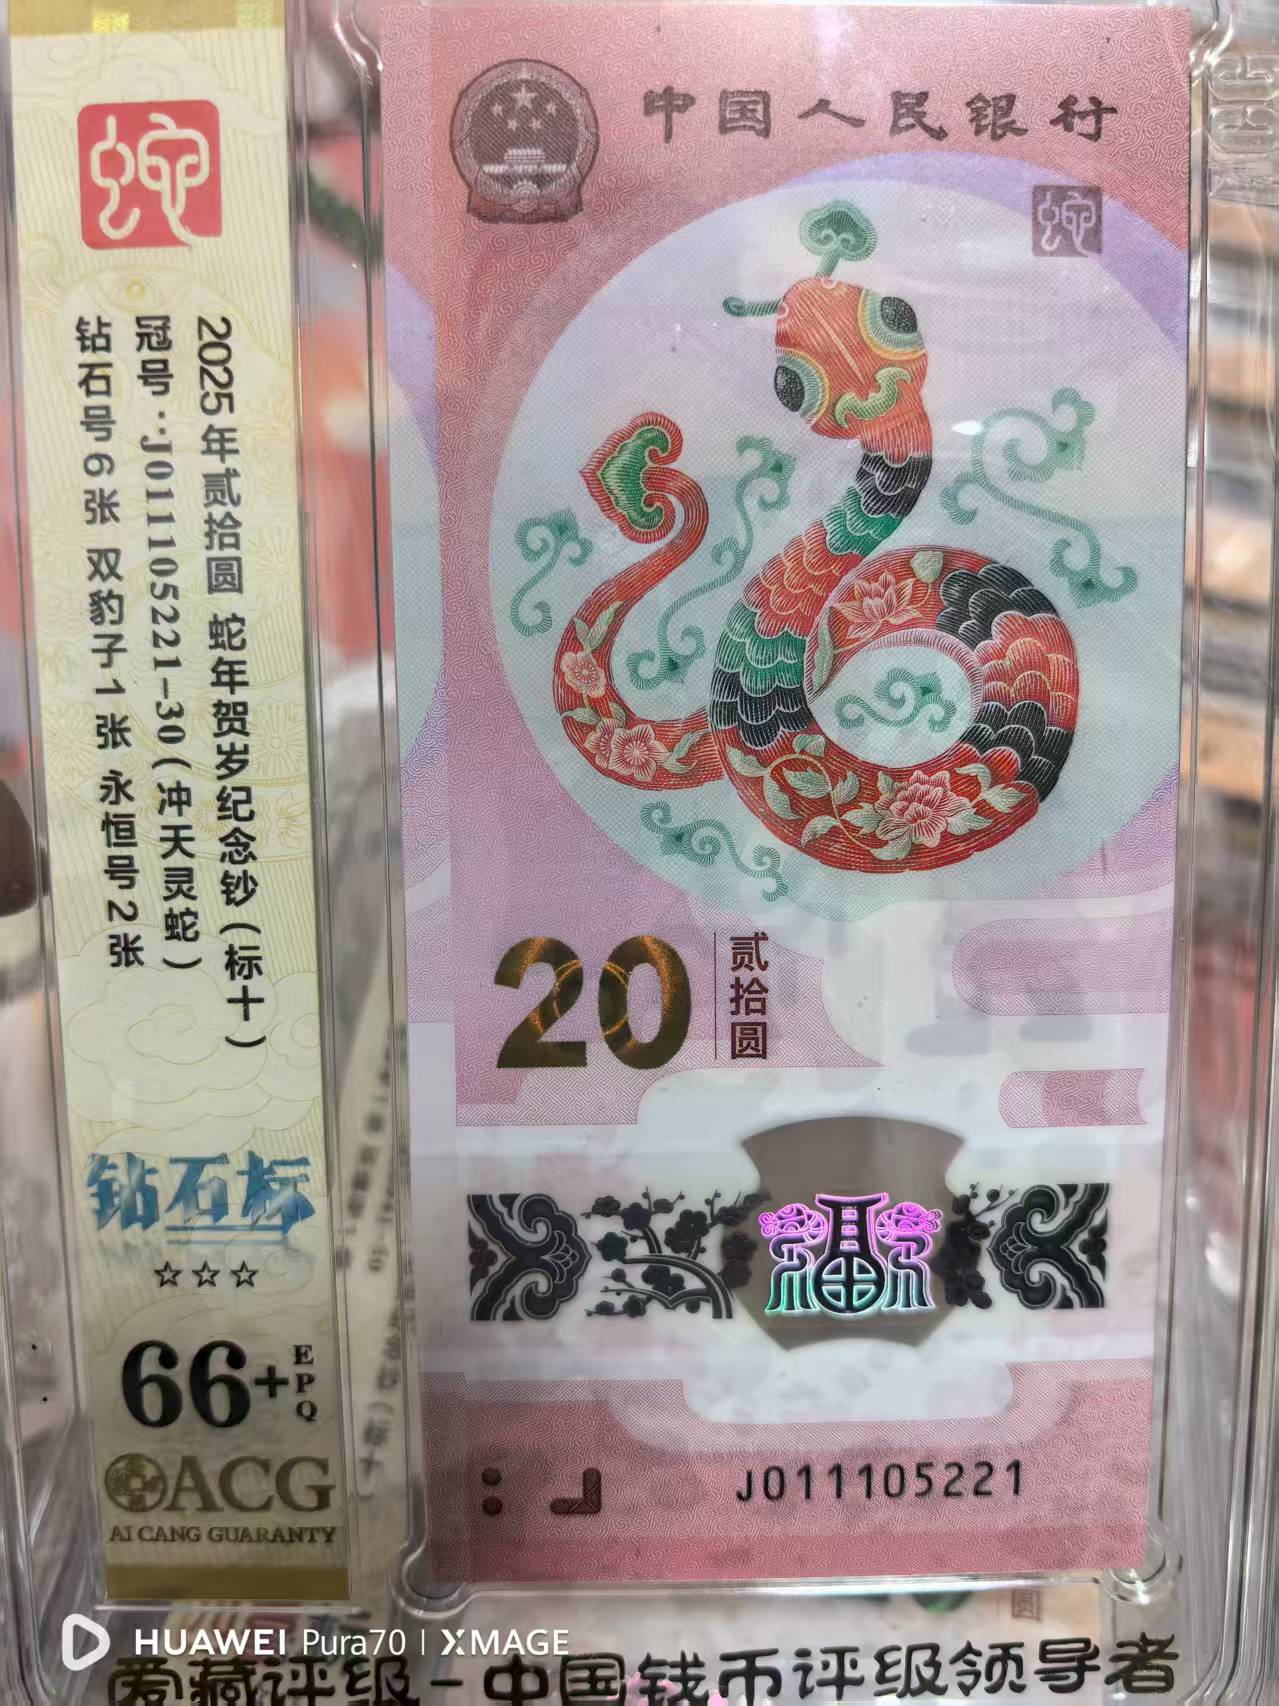 蛇
2025年贰拾圆 蛇年贺岁纪念钞(标十)
冠号:J011105221-30(冲天灵蛇)
钻石号6张 双豹子1张 永恒号2张
钻石标
☆☆☆
66+ EPQ
ACG
AI CANG GUARANTY
中国人民银行
蛇
20 贰拾圆
J011105221
HUAWEI Pura70 | XMAGE
爱藏评级-中国钱币评级领导者